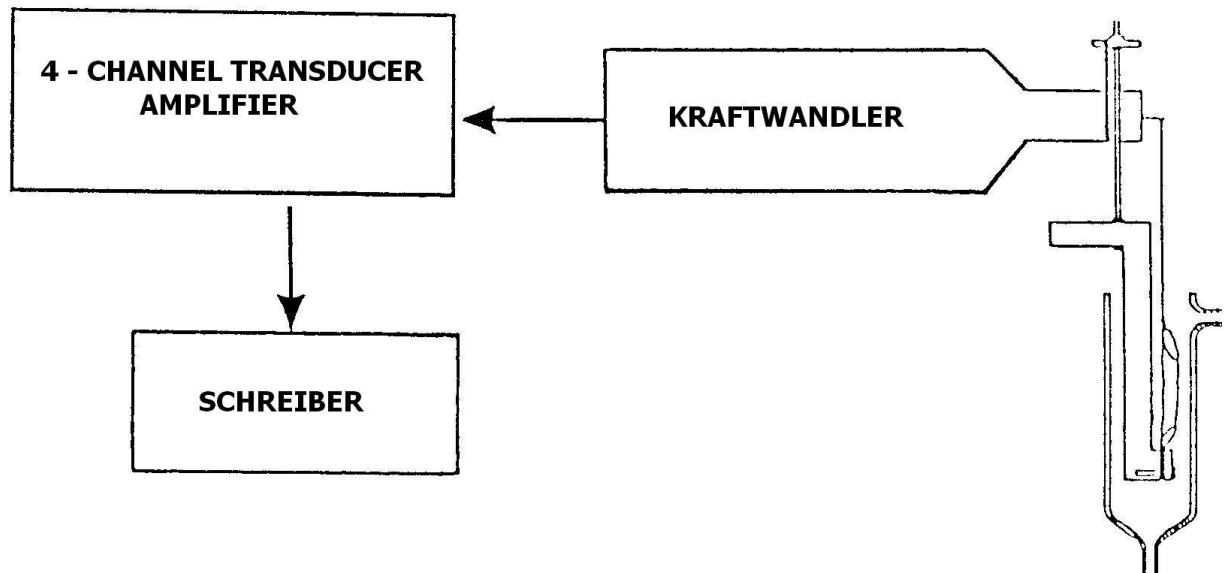 4 - CHANNEL TRANSDUCER
AMPLIFIER
KRAFTWANDLER
SCHREIBER